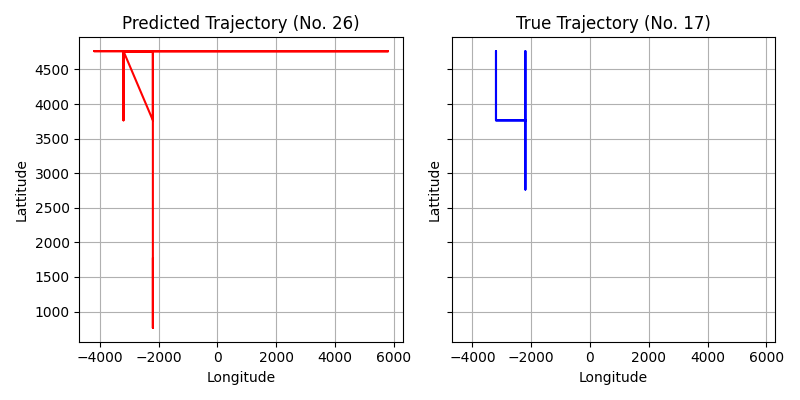 Predicted Trajectory (No. 26)
True Trajectory (No. 17)
4500
4000
3500
3000
2500
2000
1500
1000
Lattitude
Lattitude
−4000 −2000 0 2000 4000 6000
−4000 −2000 0 2000 4000 6000
Longitude
Longitude